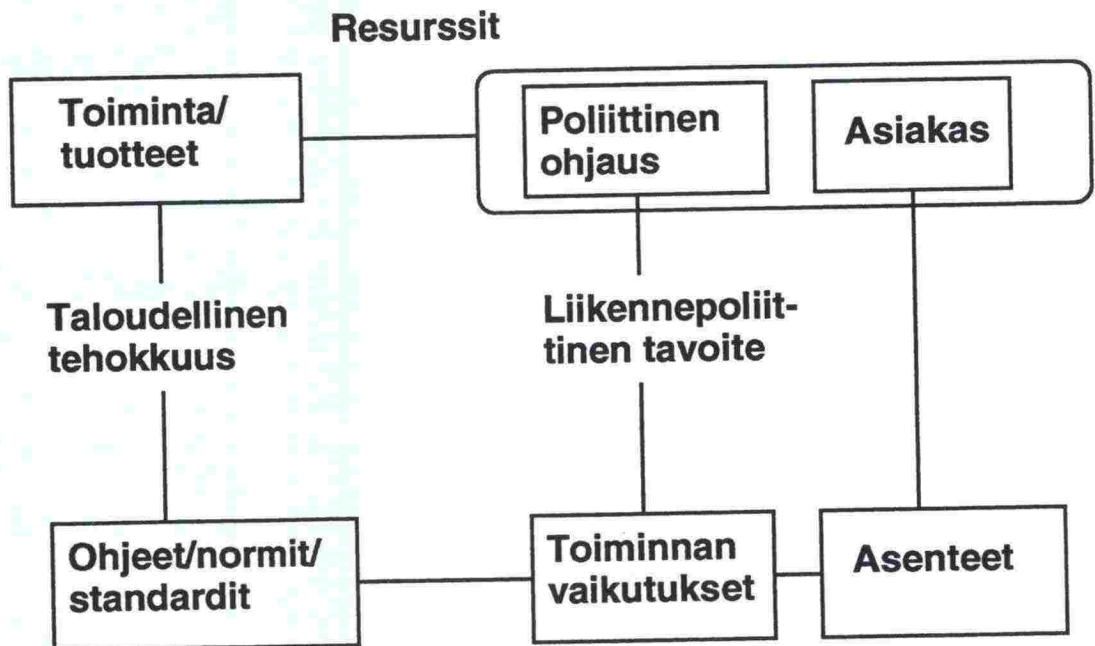 Resurssit
Toiminta/
tuotteet
Poliittinen
ohjaus
Asiakas
Taloudellinen
tehokkuus
Liikennepoliit-
tinen tavoite
Ohjeet/normit/
standardit
Toiminnan
vaikutukset
Asenteet